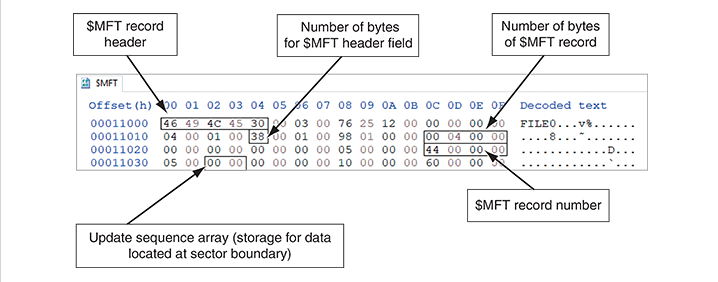 $MFT record
header
Number of bytes
for $MFT header field
Number of bytes
of $MFT record
$MFT
Offset(h) 00 01 02 03 04 05 06 07 08 09 0A 0B 0C 0D 0E 0F Decoded text
00011000 46 49 4C 45 30 00 03 00 76 25 12 00 00 00 00 00 FILE0...v%......
00011010 04 00 01 00 38 00 01 00 98 01 00 00 00 04 00 00 ....8...˜.......
00011020 00 00 00 00 00 00 00 00 05 00 00 00 44 00 00 00 ............D...
00011030 05 00 00 00 00 00 00 00 10 00 00 00 60 00 00 00 ............`...
$MFT record number
Update sequence array (storage for data
located at sector boundary)